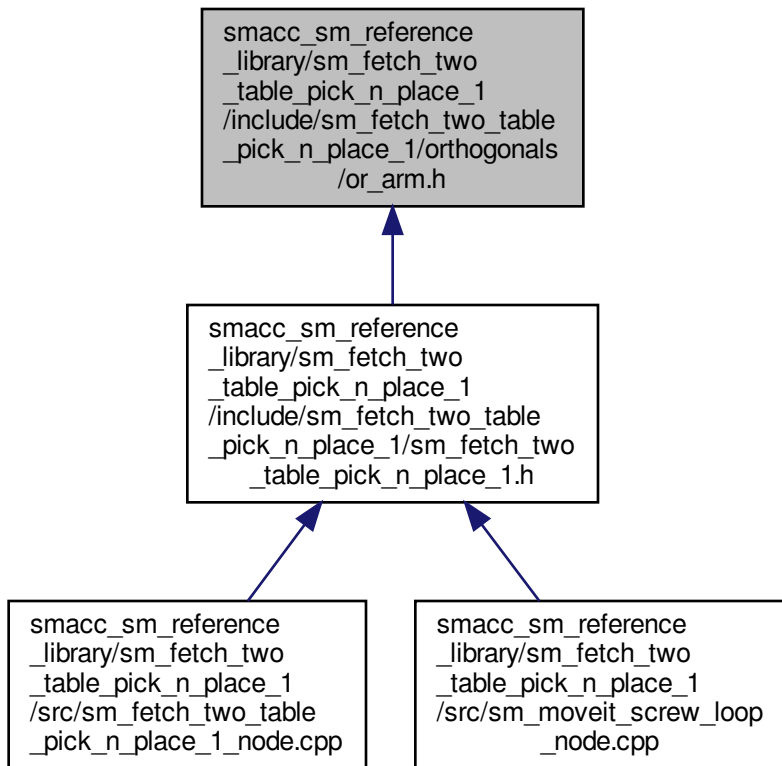 smacc_sm_reference
_library/sm_fetch_two
_table_pick_n_place_1
/include/sm_fetch_two_table
_pick_n_place_1/orthogonals
/or_arm.h
smacc_sm_reference
_library/sm_fetch_two
_table_pick_n_place_1
/include/sm_fetch_two_table
_pick_n_place_1/sm_fetch_two
_table_pick_n_place_1.h
smacc_sm_reference
_library/sm_fetch_two
_table_pick_n_place_1
/src/sm_fetch_two_table
_pick_n_place_1_node.cpp
smacc_sm_reference
_library/sm_fetch_two
_table_pick_n_place_1
/src/sm_moveit_screw_loop
_node.cpp